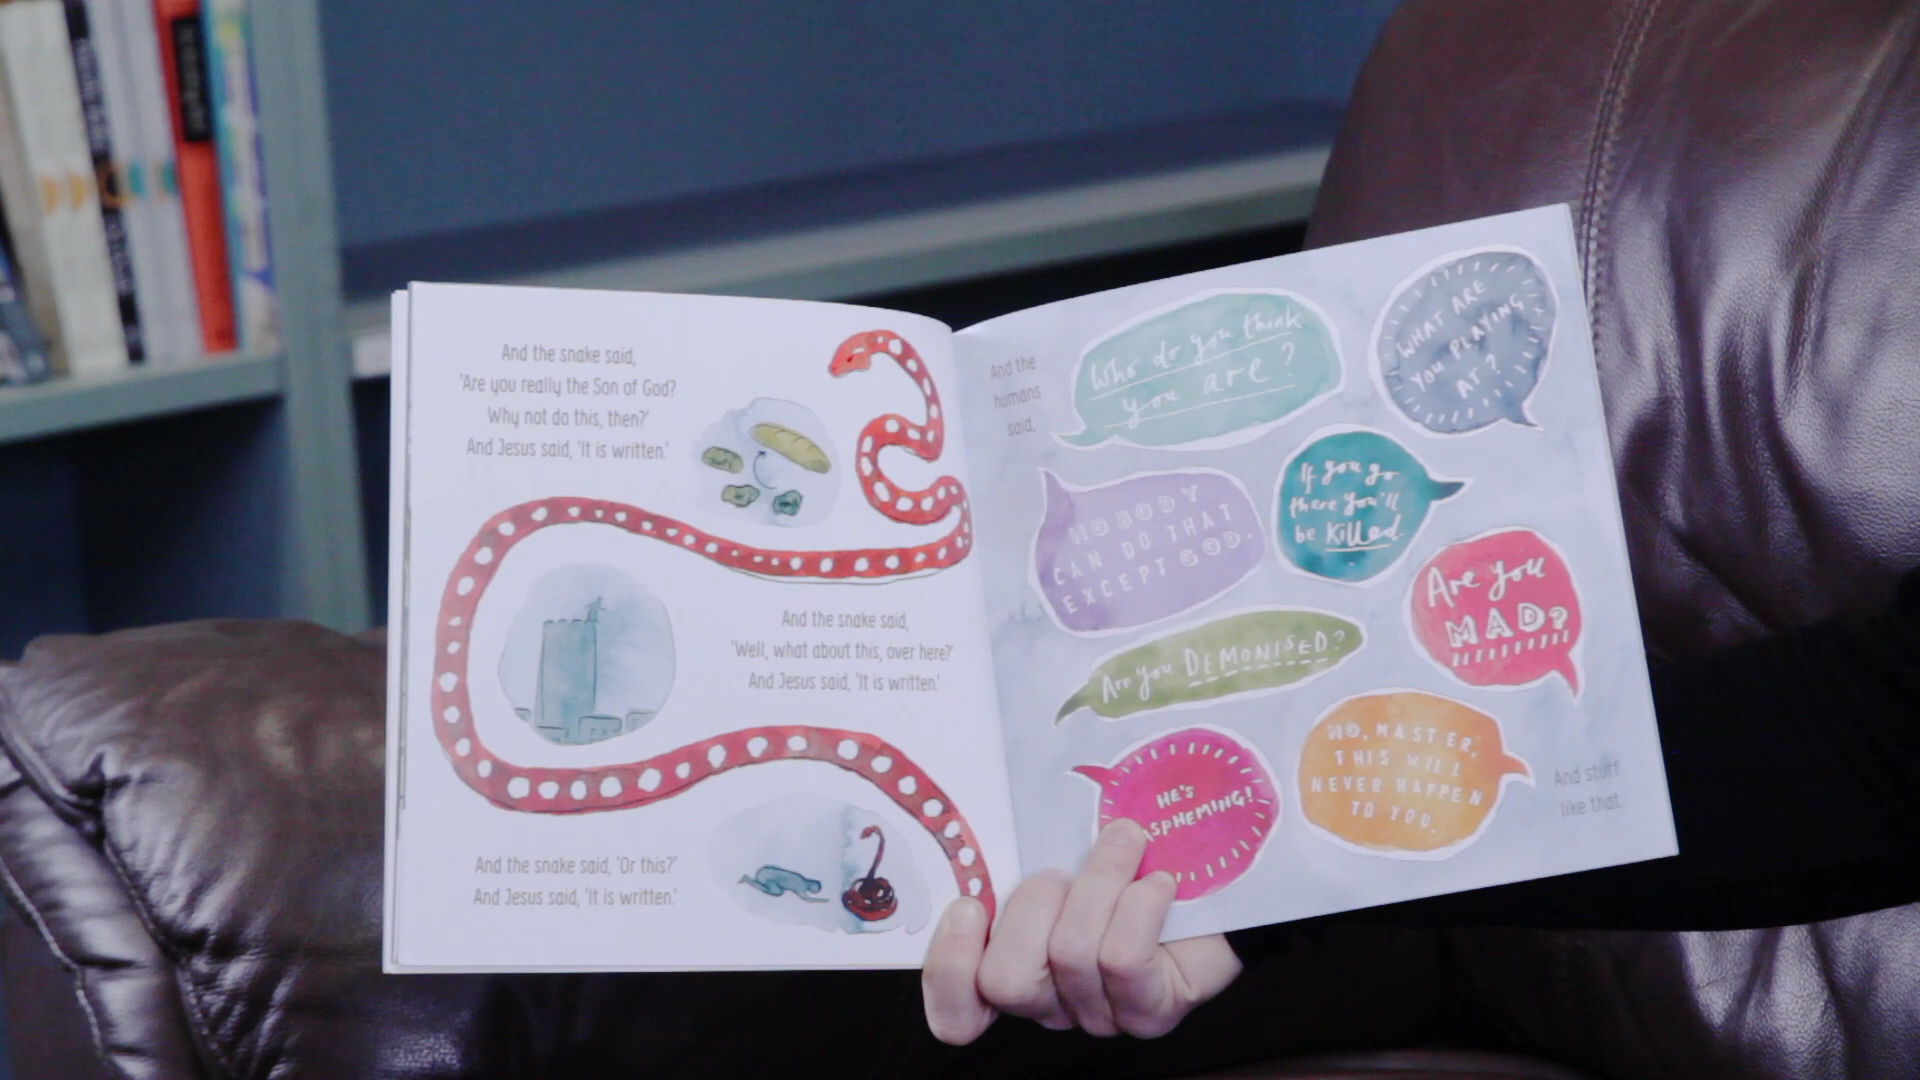 And the snake said,
'Are you really the Son of God?
Why not do this, then?'
And Jesus said, 'It is written.'
And the snake said,
'Well, what about this, over here?'
And Jesus said, 'It is written.'
And the snake said, 'Or this?'
And Jesus said, 'It is written.'
And the
humans
said,
Who do you think
you are?
WHAT ARE
YOU PLAYING
AT?
NOBODY
CAN DO THAT
EXCEPT GOD.
If you go
there you'll
be killed.
Are you
MAD?
Are you DEMONISED?
HE'S
ASPHEMING!
NO, MASTER,
THIS WILL
NEVER HAPPEN
TO YOU.
And stuff
like that.